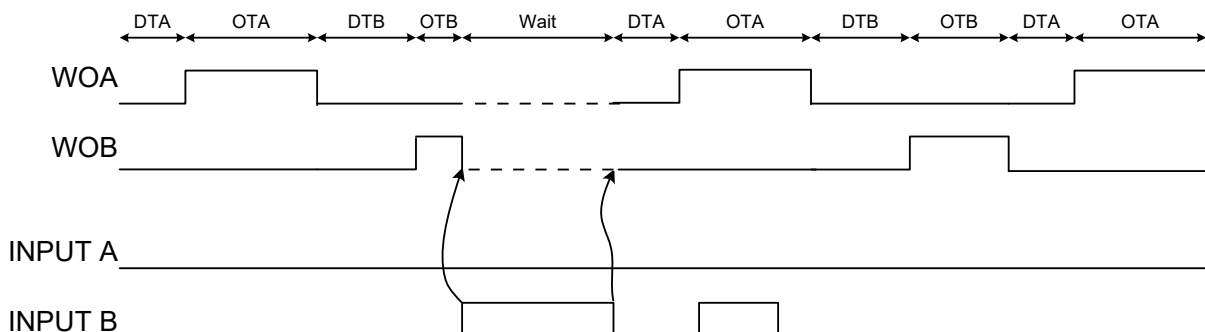 DTA OTA DTB OTB Wait DTA OTA DTB OTB DTA OTA
WOA
WOB
INPUT A
INPUT B